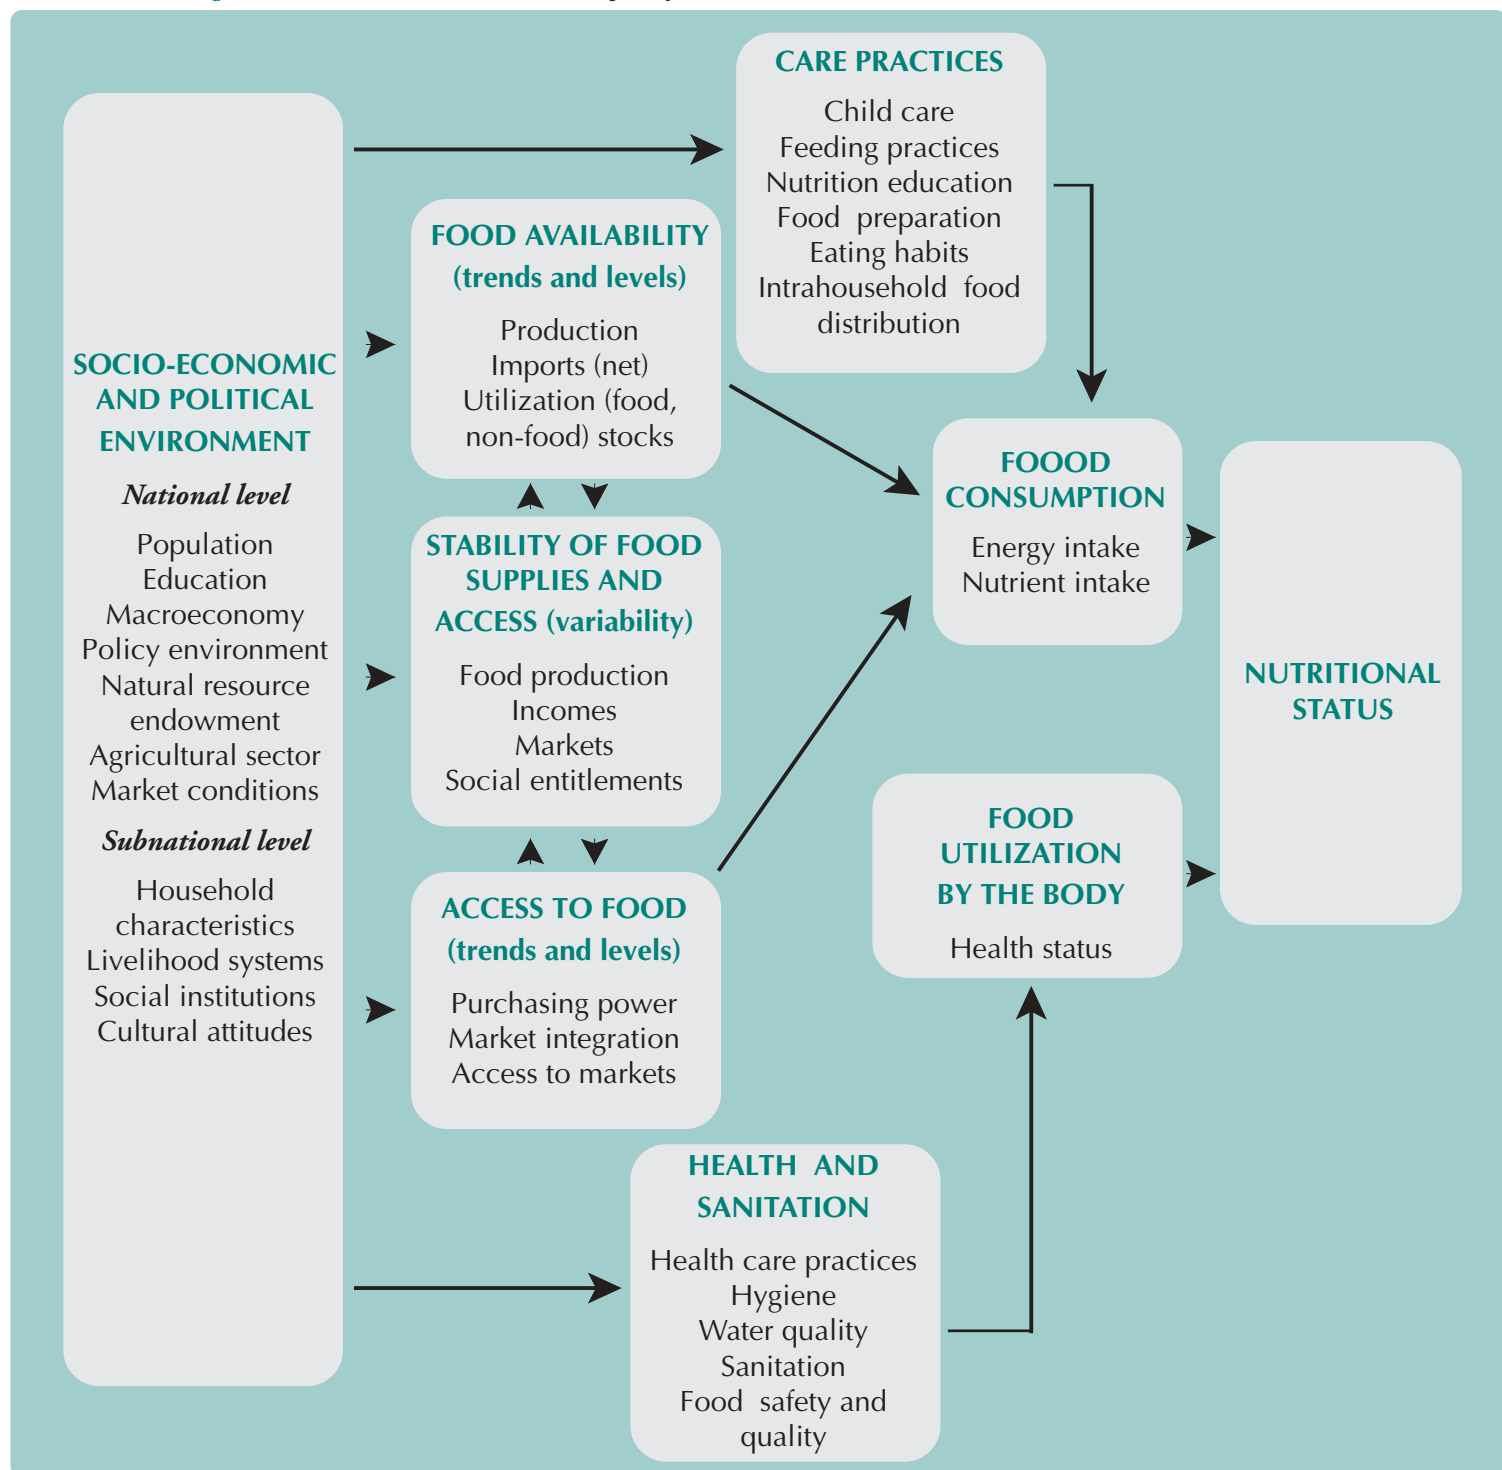 SOCIO-ECONOMIC
AND POLITICAL
ENVIRONMENT
National level
Population
Education
Macroeconomy
Policy environment
Natural resource
endowment
Agricultural sector
Market conditions
Subnational level
Household
characteristics
Livelihood systems
Social institutions
Cultural attitudes
FOOD AVAILABILITY
(trends and levels)
Production
Imports (net)
Utilization (food,
non-food) stocks
STABILITY OF FOOD
SUPPLIES AND
ACCESS (variability)
Food production
Incomes
Markets
Social entitlements
ACCESS TO FOOD
(trends and levels)
Purchasing power
Market integration
Access to markets
CARE PRACTICES
Child care
Feeding practices
Nutrition education
Food preparation
Eating habits
Intrahousehold food
distribution
HEALTH AND
SANITATION
Health care practices
Hygiene
Water quality
Sanitation
Food safety and
quality
FOOOD
CONSUMPTION
Energy intake
Nutrient intake
FOOD
UTILIZATION
BY THE BODY
Health status
NUTRITIONAL
STATUS